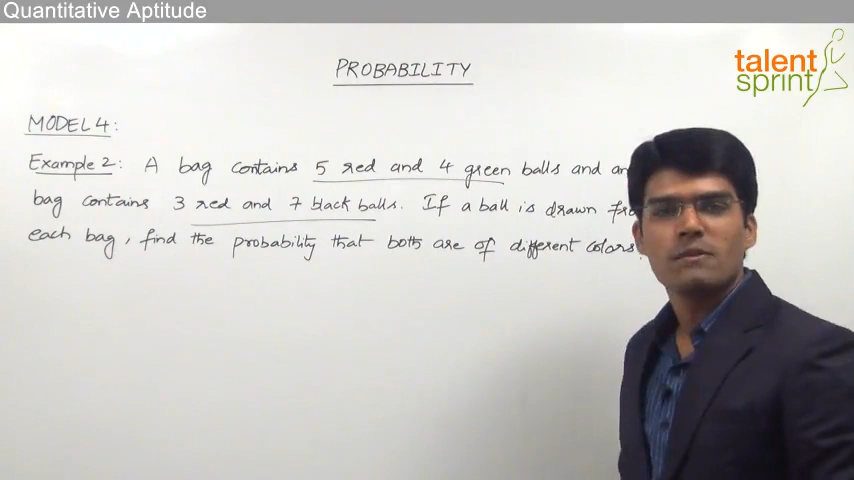 Quantitative Aptitude
talent
sprint
PROBABILITY
MODEL 4:
Example 2: A bag contains 5 red and 4 green balls and
bag contains 3 red and 7 black balls. If a ball is drawn
each bag, find the probability that both are of different colors.